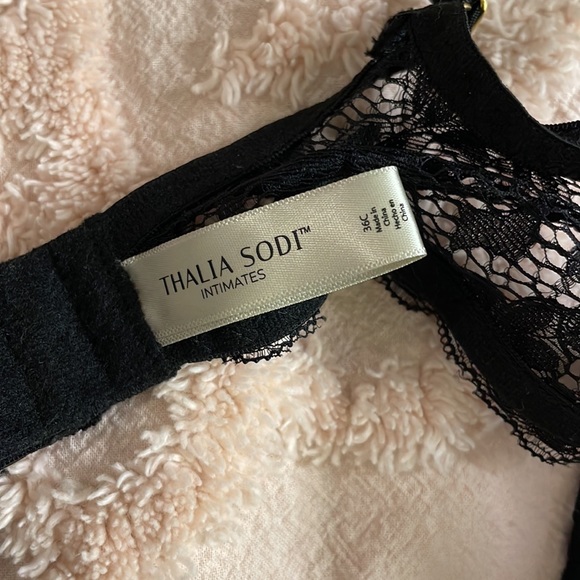 THALIA SODI™
INTIMATES
36C
Made in
China
Hecho en
China